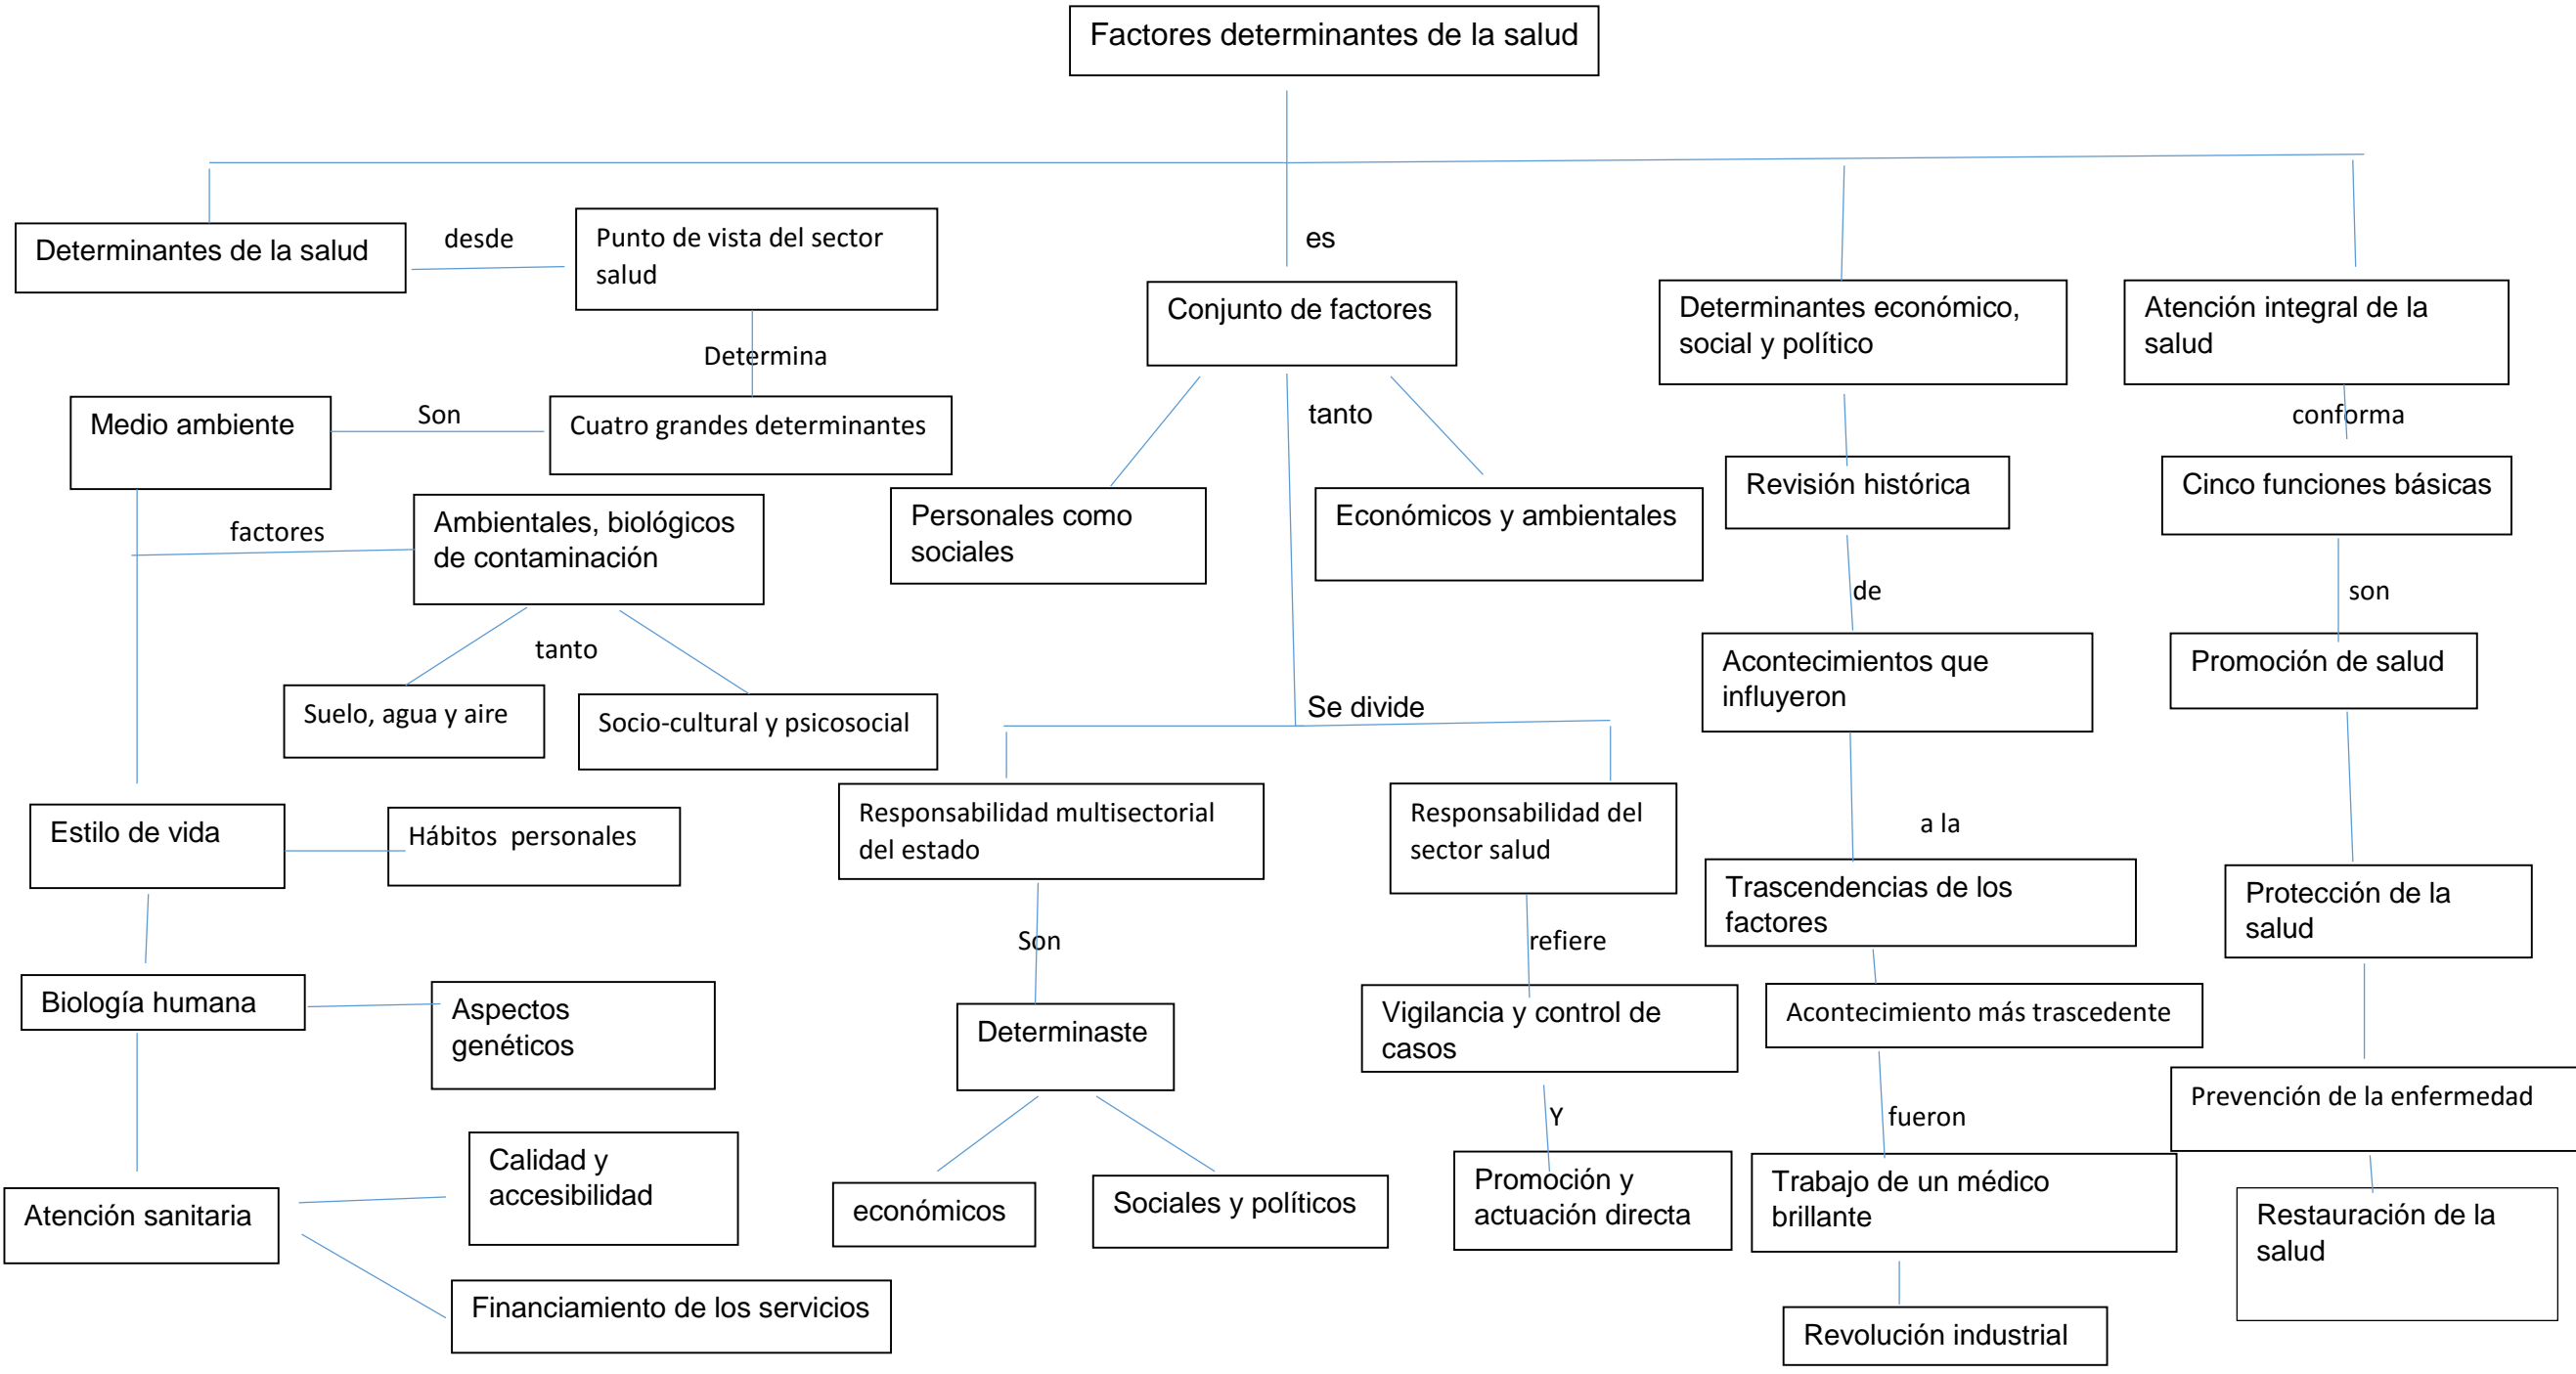 Factores determinantes de la salud
Determinantes de la salud
desde
Punto de vista del sector
salud
es
Conjunto de factores
Determinantes económico,
social y político
Atención integral de la
salud
Determina
Medio ambiente
Son
Cuatro grandes determinantes
tanto
conforma
factores
Ambientales, biológicos
de contaminación
Personales como
sociales
Económicos y ambientales
Revisión histórica
Cinco funciones básicas
de
son
tanto
Suelo, agua y aire
Socio-cultural y psicosocial
Se divide
Acontecimientos que
influyeron
Promoción de salud
Estilo de vida
Hábitos personales
Responsabilidad multisectorial
del estado
Responsabilidad del
sector salud
a la
Trascendencias de los
factores
Protección de la
salud
Son
refiere
Biología humana
Aspectos
genéticos
Determinaste
Vigilancia y control de
casos
Acontecimiento más trascedente
Prevención de la enfermedad
Y
fueron
Calidad y
accesibilidad
Atención sanitaria
económicos
Sociales y políticos
Promoción y
actuación directa
Trabajo de un médico
brillante
Restauración de la
salud
Financiamiento de los servicios
Revolución industrial